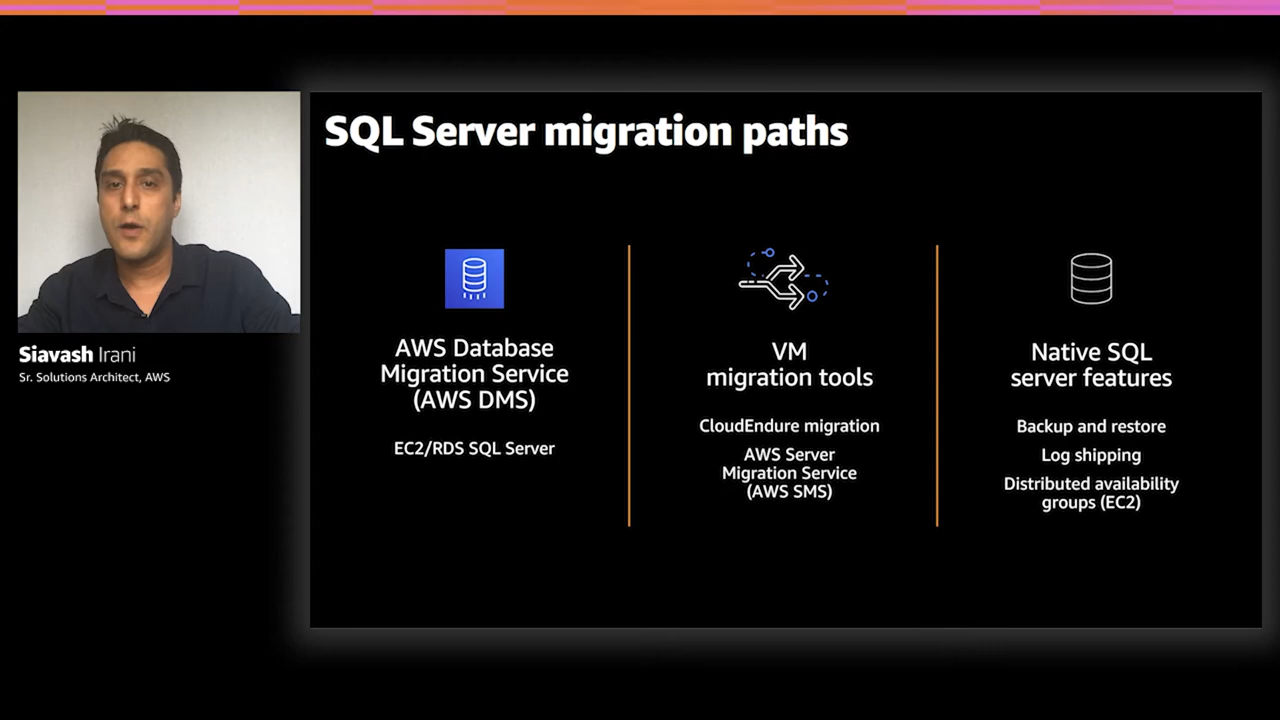 SQL Server migration paths
Siavash Irani
Sr. Solutions Architect, AWS
AWS Database
Migration Service
(AWS DMS)
EC2/RDS SQL Server
VM
migration tools
CloudEndure migration
AWS Server
Migration Service
(AWS SMS)
Native SQL
server features
Backup and restore
Log shipping
Distributed availability
groups (EC2)